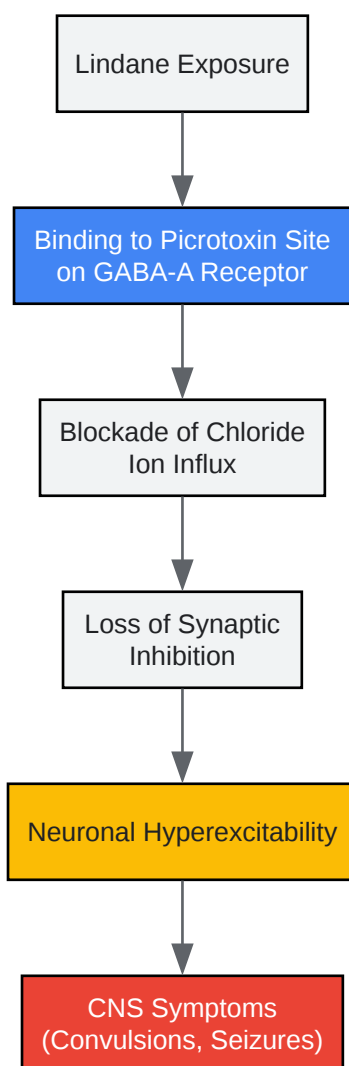 Lindane Exposure
Binding to Picrotoxin Site
on GABA-A Receptor
Blockade of Chloride
Ion Influx
Loss of Synaptic
Inhibition
Neuronal Hyperexcitability
CNS Symptoms
(Convulsions, Seizures)